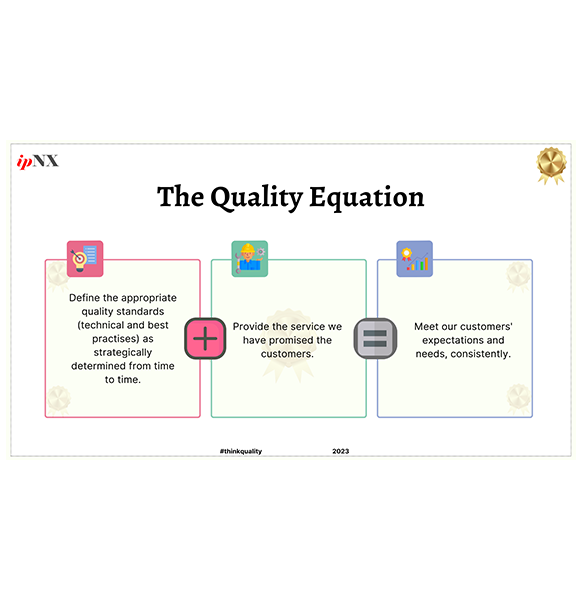 ipNX
The Quality Equation
Define the appropriate
quality standards
(technical and best
practises) as
strategically
determined from time
to time.
Provide the service we
have promised the
customers.
Meet our customers'
expectations and
needs, consistently.
#thinkquality
2023